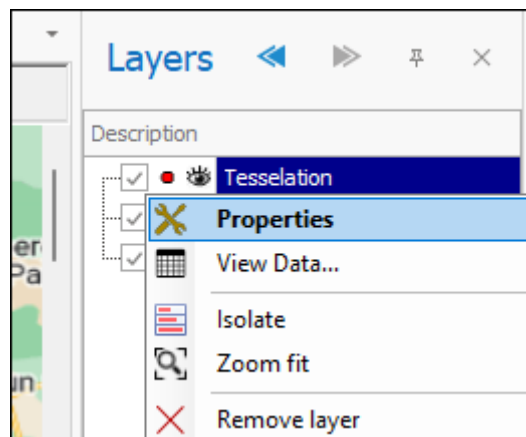 Layers
Description
Tesselation
Properties
View Data...
Isolate
Zoom fit
Remove layer